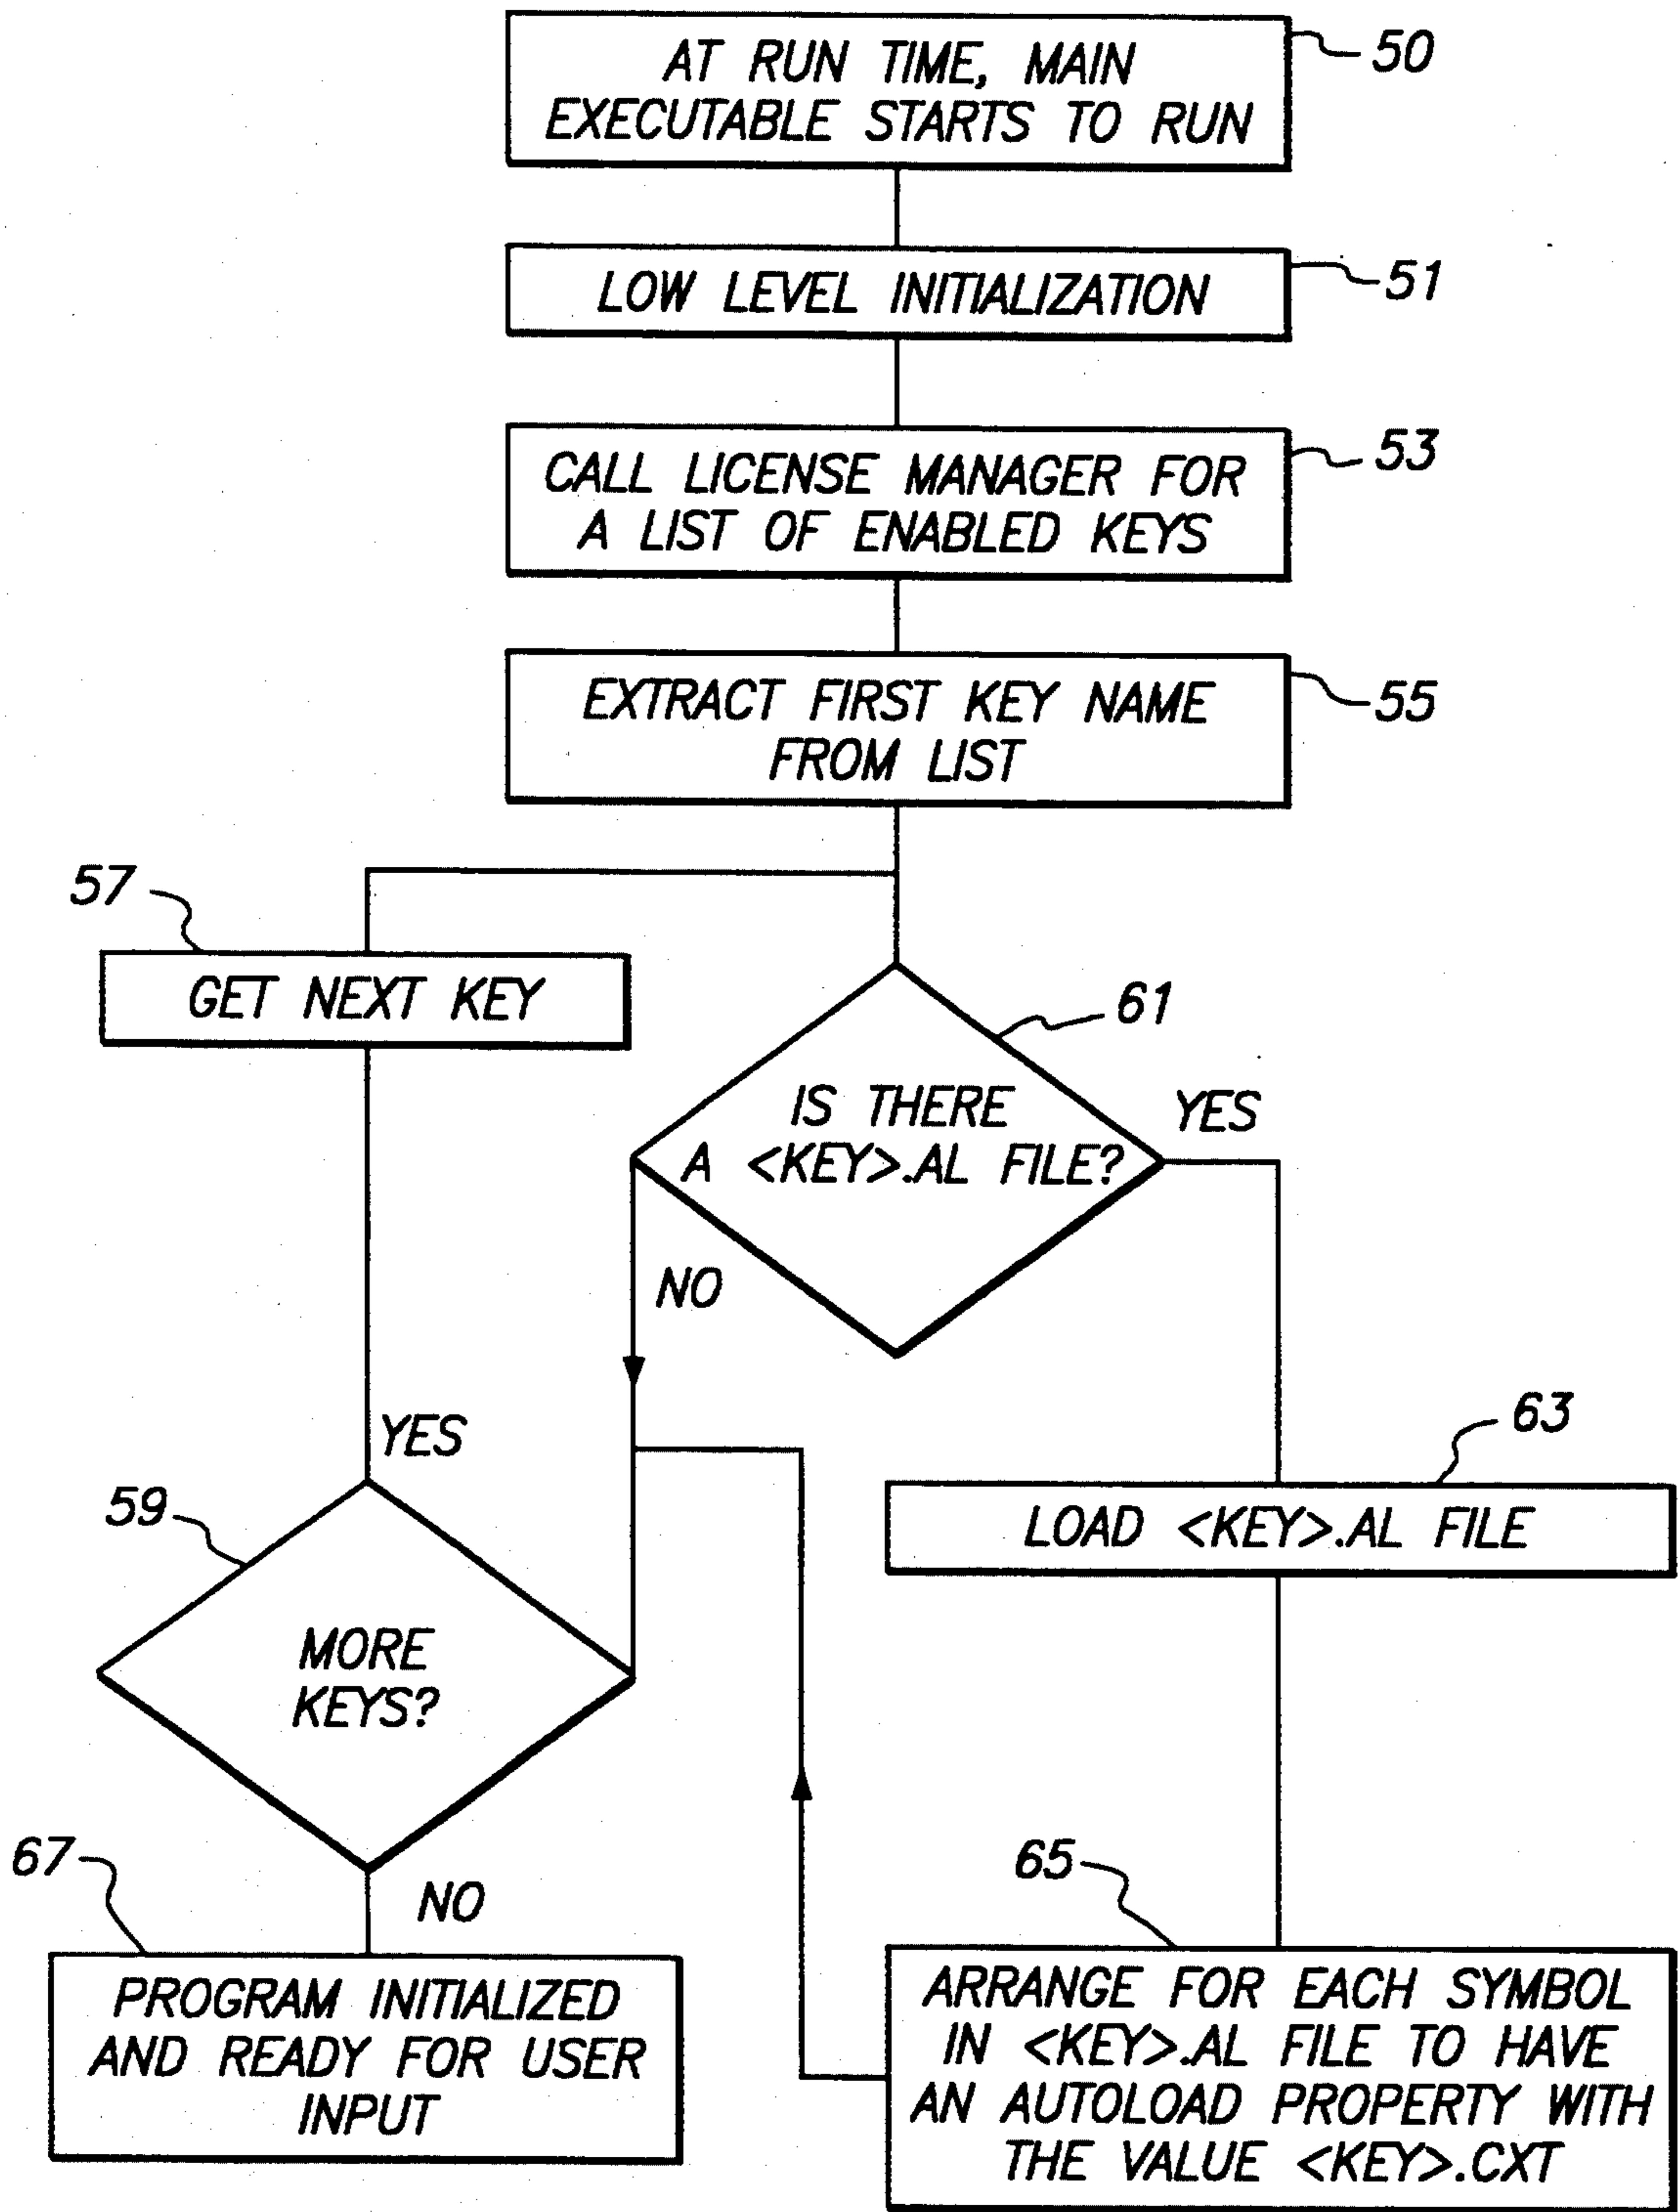 AT RUN TIME, MAIN
EXECUTABLE STARTS TO RUN
50
LOW LEVEL INITIALIZATION
51
CALL LICENSE MANAGER FOR
A LIST OF ENABLED KEYS
53
EXTRACT FIRST KEY NAME
FROM LIST
55
57
GET NEXT KEY
61
IS THERE
A <KEY>.AL FILE?
YES
NO
YES
63
LOAD <KEY>.AL FILE
59
MORE
KEYS?
67
NO
65
PROGRAM INITIALIZED
AND READY FOR USER
INPUT
ARRANGE FOR EACH SYMBOL
IN <KEY>.AL FILE TO HAVE
AN AUTOLOAD PROPERTY WITH
THE VALUE <KEY>.CXT